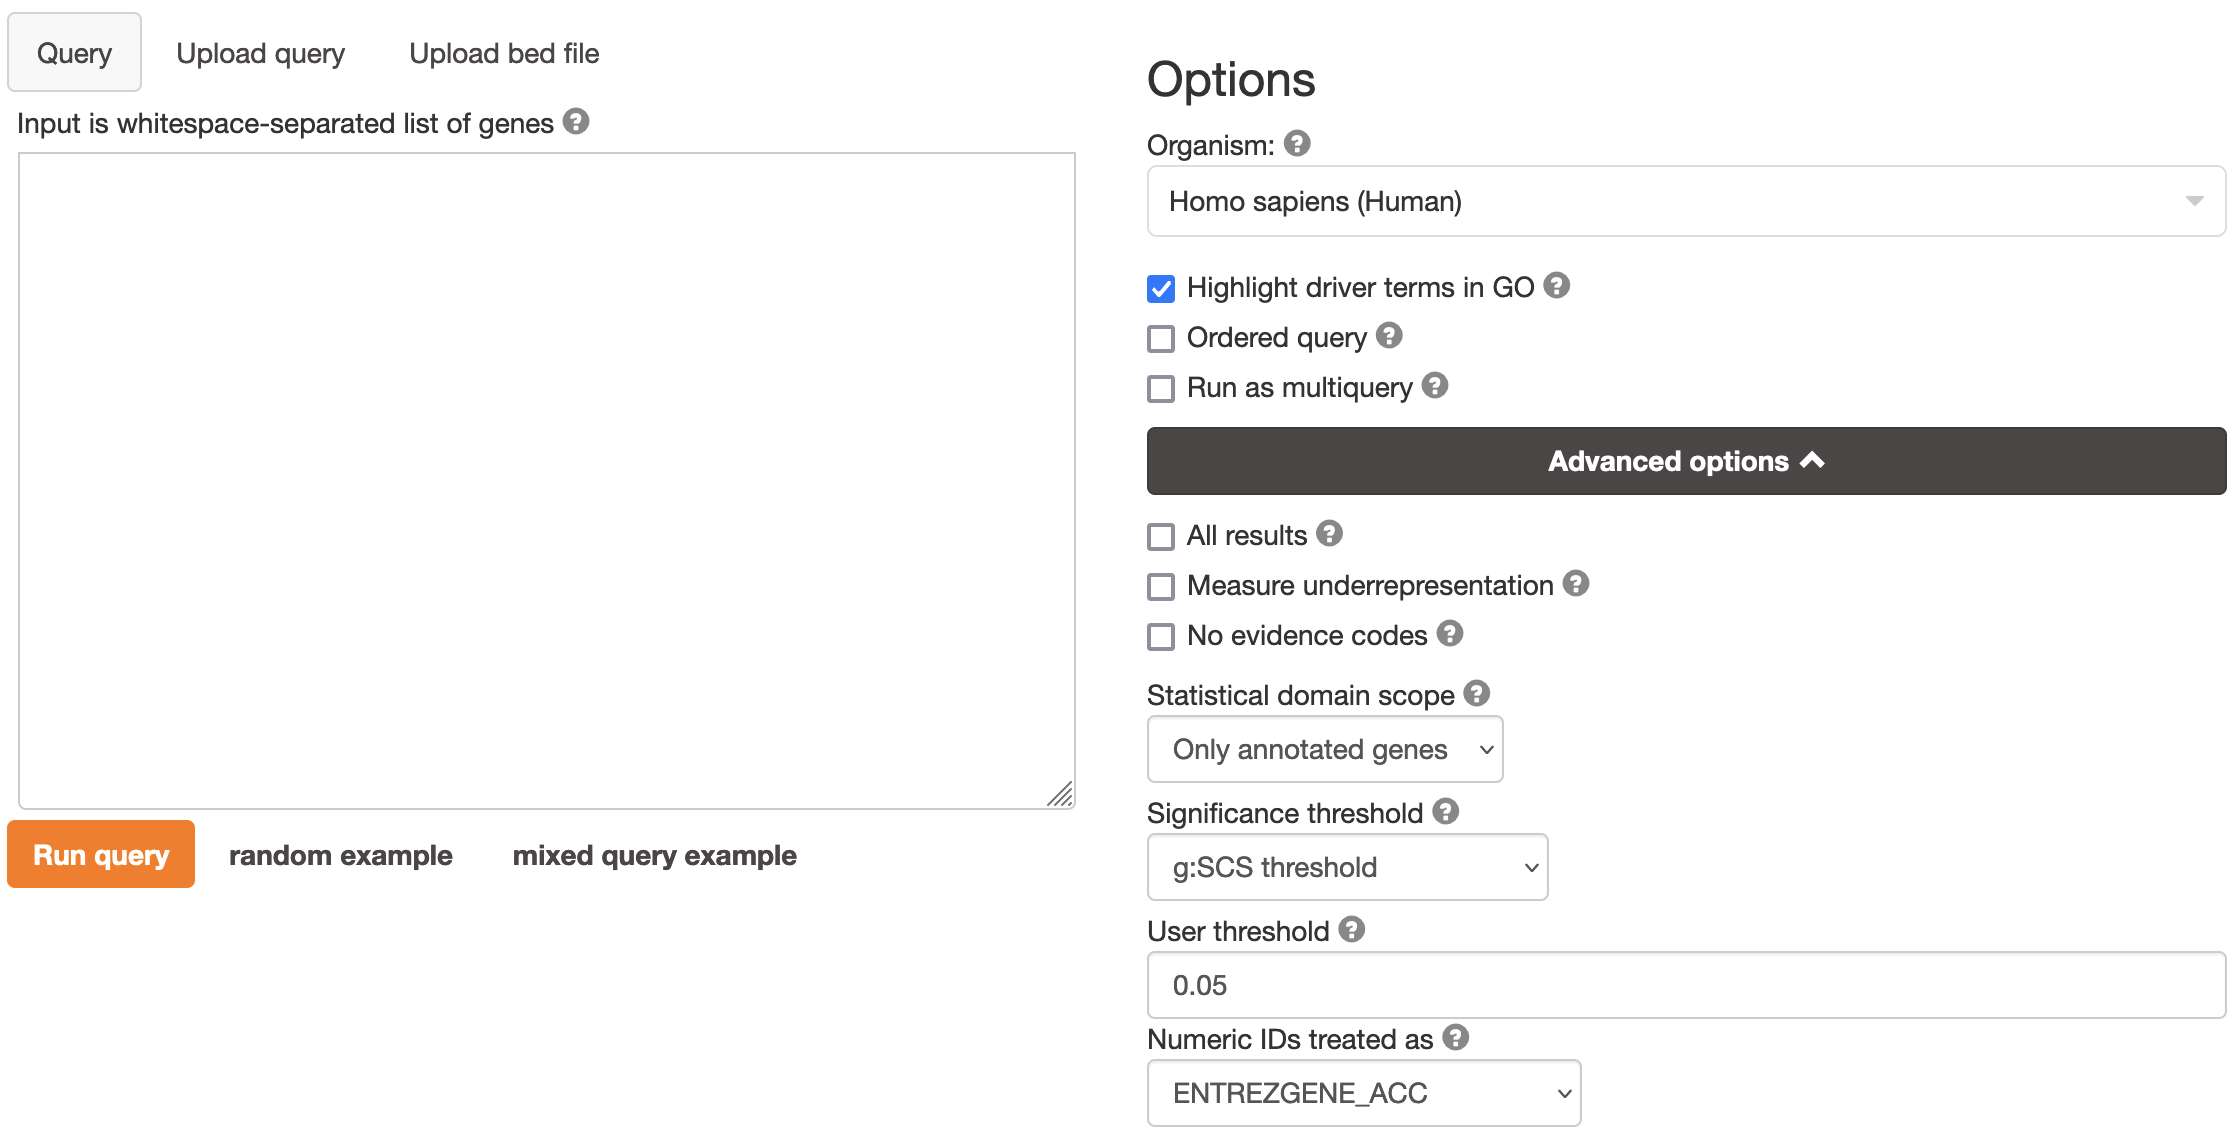 Query
Upload query
Upload bed file
Input is whitespace-separated list of genes ?
Run query
random example
mixed query example
Options
Organism: ?
Homo sapiens (Human)
Highlight driver terms in GO ?
Ordered query ?
Run as multiquery ?
Advanced options
All results ?
Measure underrepresentation ?
No evidence codes ?
Statistical domain scope ?
Only annotated genes
Significance threshold ?
g:SCS threshold
User threshold ?
0.05
Numeric IDs treated as ?
ENTREZGENE_ACC